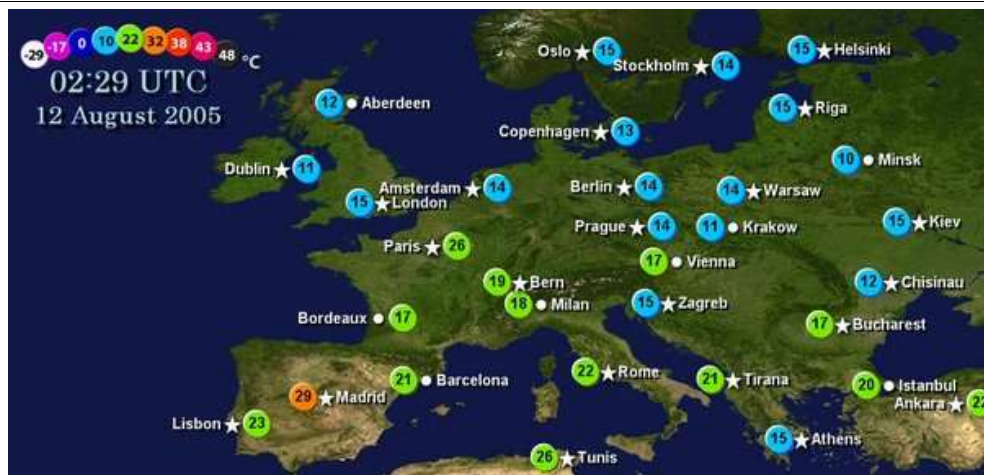 -29 -17 0 10 22 32 38 43 48 °C
02:29 UTC
12 August 2005
Oslo 15
15 Helsinki
Stockholm 14
12 Aberdeen
15 Riga
Copenhagen 13
10 Minsk
Dublin 11
Amsterdam 14
Berlin 14
14 Warsaw
15 London
Prague 14
11 Krakow
15 Kiev
Paris 26
17 Vienna
19 Bern
12 Chisinau
18 Milan
15 Zagreb
Bordeaux 17
17 Bucharest
22 Rome
21 Tirana
21 Barcelona
20 Istanbul
29 Madrid
Ankara 22
Lisbon 23
15 Athens
26 Tunis